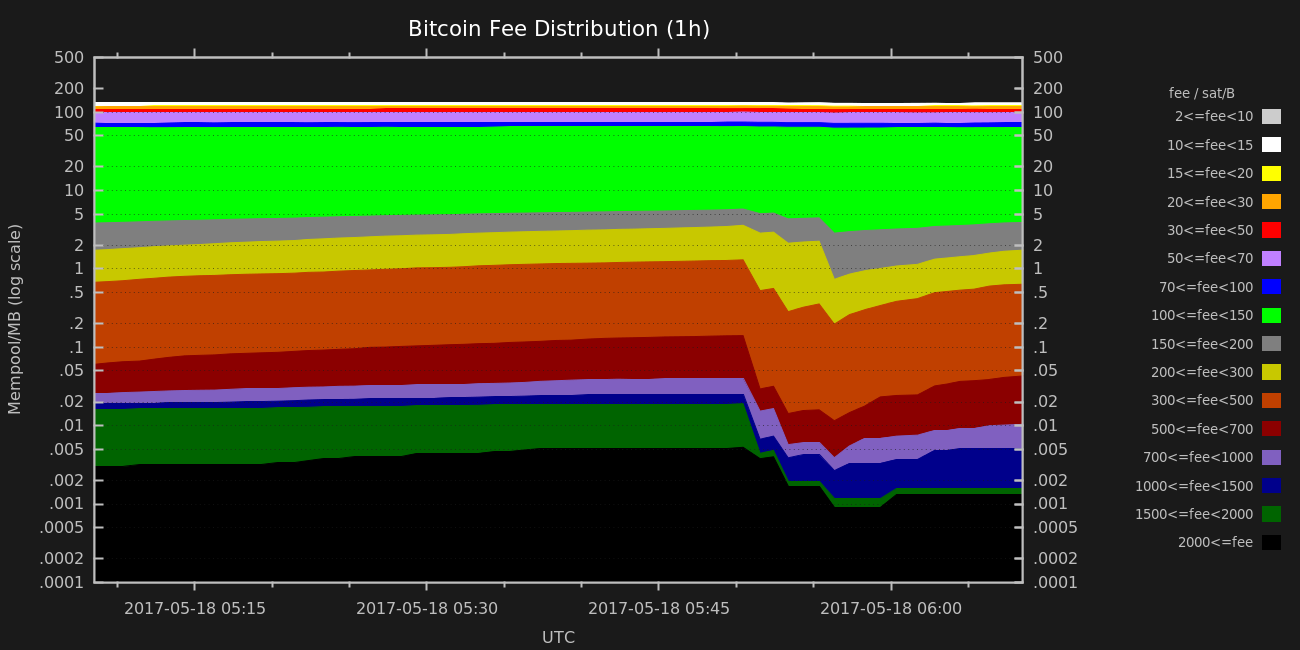 Bitcoin Fee Distribution (1h)
500 500
200 200
100 100
50 50
20 20
10 10
5 5
2 2
1 1
.5 .5
.2 .2
.1 .1
.05 .05
.02 .02
.01 .01
.005 .005
.002 .002
.001 .001
.0005 .0005
.0002 .0002
.0001 .0001
Mempool/MB (log scale)
2017-05-18 05:15 2017-05-18 05:30 2017-05-18 05:45 2017-05-18 06:00
UTC
fee / sat/B
2<=fee<10
10<=fee<15
15<=fee<20
20<=fee<30
30<=fee<50
50<=fee<70
70<=fee<100
100<=fee<150
150<=fee<200
200<=fee<300
300<=fee<500
500<=fee<700
700<=fee<1000
1000<=fee<1500
1500<=fee<2000
2000<=fee